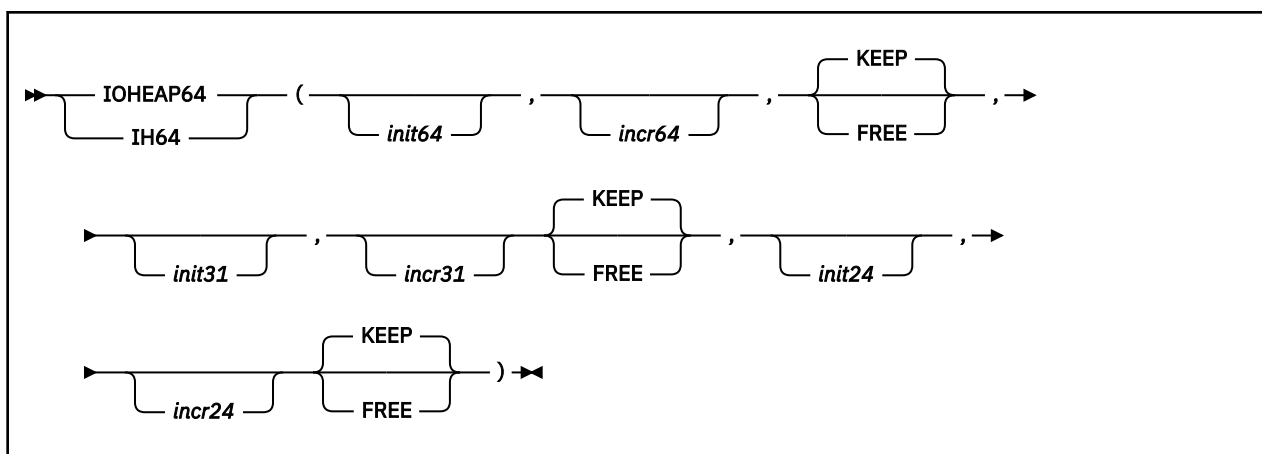 KEEP
IOHEAP64 ( , , ,
IH64 init64 incr64 FREE
KEEP
, , ,
init31 incr31 FREE init24
KEEP
)
incr24 FREE